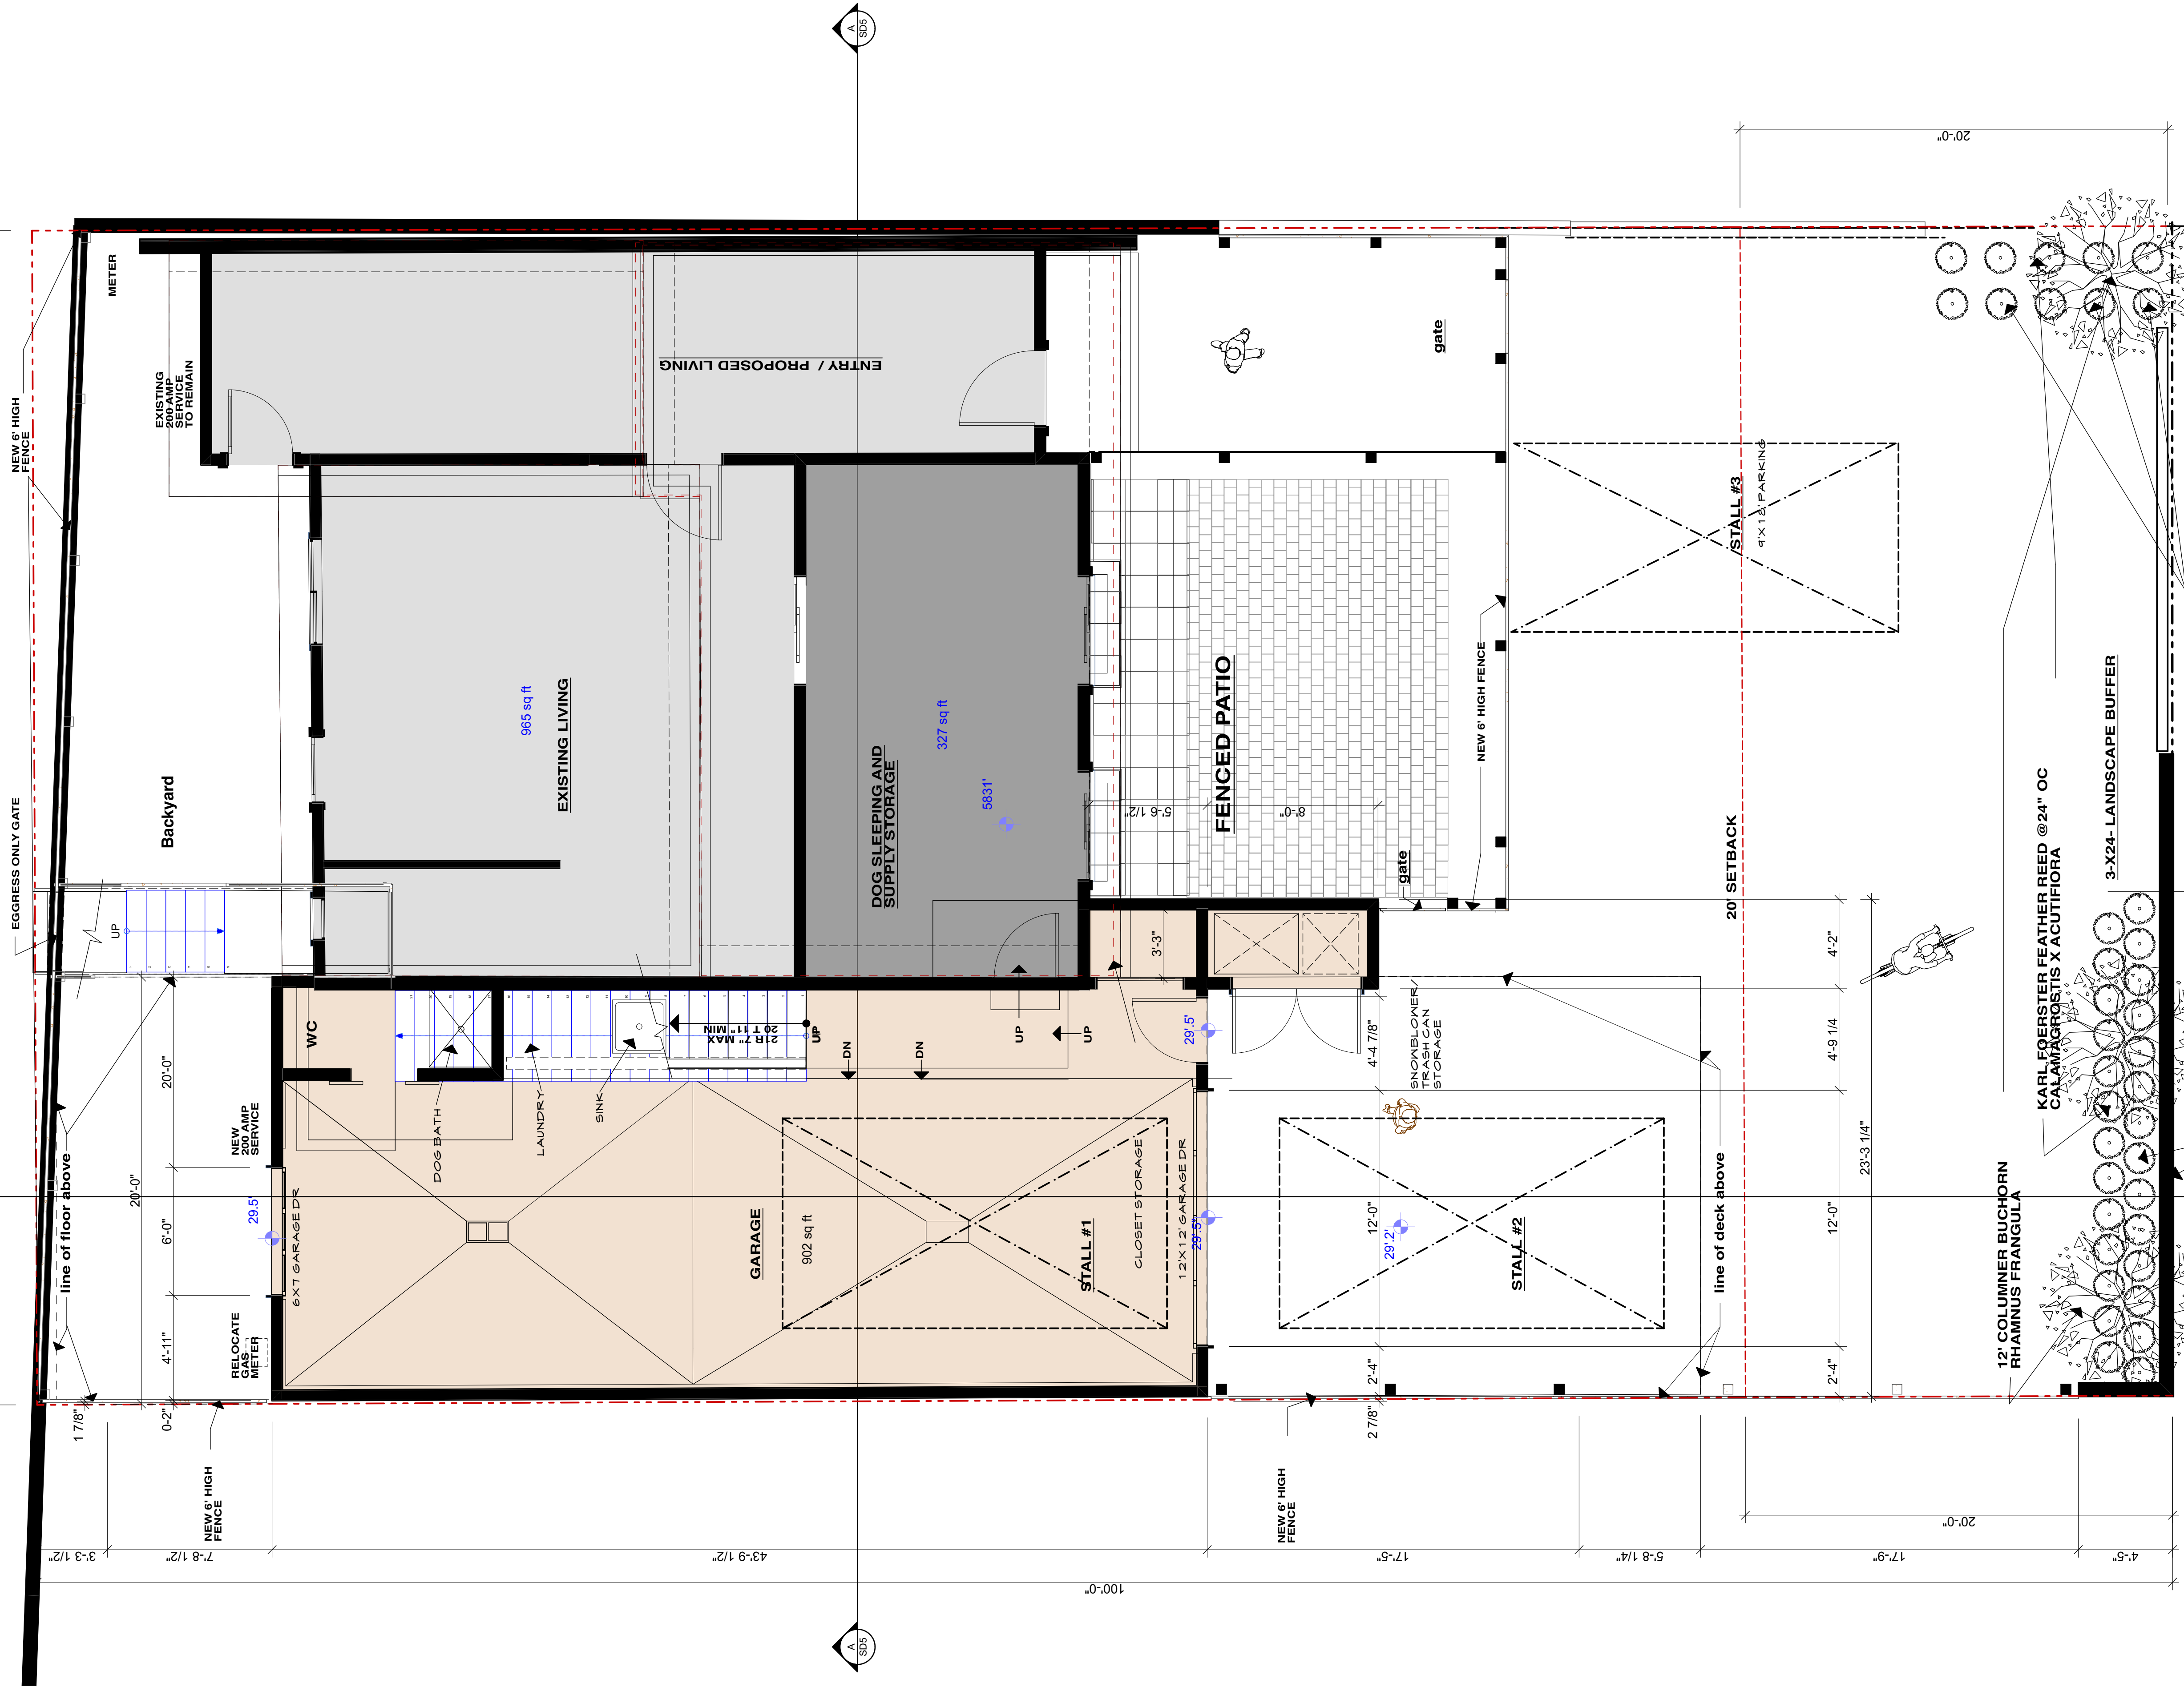 A
SD5
20'-0"
METER
NEW 6' HIGH
FENCE
EXISTING
200 AMP
SERVICE
TO REMAIN
ENTRY / PROPOSED LIVING
gate
STALL #3
9'X18' PARKING
EGGRESS ONLY GATE
Backyard
UP
965 sq ft
EXISTING LIVING
DOG SLEEPING AND
SUPPLY STORAGE
327 sq ft
5831'
5'-6 1/2"
8'-0"
FENCED PATIO
NEW 6' HIGH FENCE
gate
20' SETBACK
3-X24- LANDSCAPE BUFFER
KARL FOERSTER FEATHER REED @24" OC
CALAMAGROSTIS X ACUTIFIORA
WC
21R 7" MAX
20 T 11" MIN
UP
DN
DN
UP
UP
3'-3"
29'.5'
4'-4 7/8"
SNOWBLOWER/
TRASH CAN
STORAGE
4'-2"
4'-9 1/4
23'-3 1/4"
20'-0"
20'-0"
NEW
200 AMP
SERVICE
line of floor above
6'-0"
29.5'
6X7 GARAGE DR
DOG BATH
LAUNDRY
SINK
GARAGE
902 sq ft
STALL #1
CLOSET STORAGE
12'X12' GARAGE DR
29'.5"
12'-0"
29'.2'
STALL #2
line of deck above
12'-0"
12' COLUMNER BUCHORN
RHAMNUS FRANGULA
4'-11"
RELOCATE
GAS
METER
1 7/8"
0-2"
2'-4"
2 7/8"
2'-4"
NEW 6' HIGH
FENCE
NEW 6' HIGH
FENCE
20'-0"
3'-3 1/2"
7'-8 1/2"
43'-9 1/2"
17'-5"
5'-8 1/4"
17'-9"
4'-5"
100'-0"
A
SD5